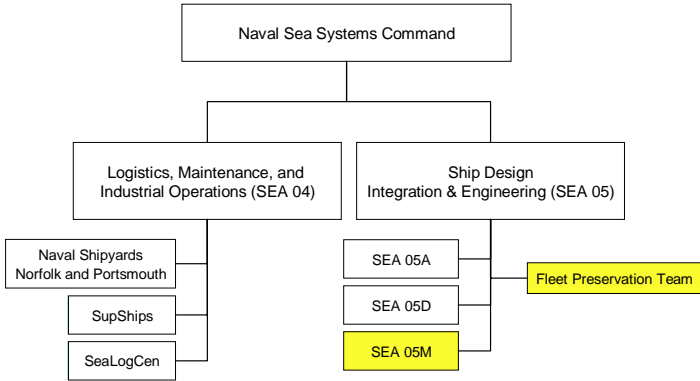 Naval Sea Systems Command
Logistics, Maintenance, and
Industrial Operations (SEA 04)
Ship Design
Integration & Engineering (SEA 05)
Naval Shipyards
Norfolk and Portsmouth
SupShips
SeaLogCen
SEA 05A
SEA 05D
SEA 05M
Fleet Preservation Team